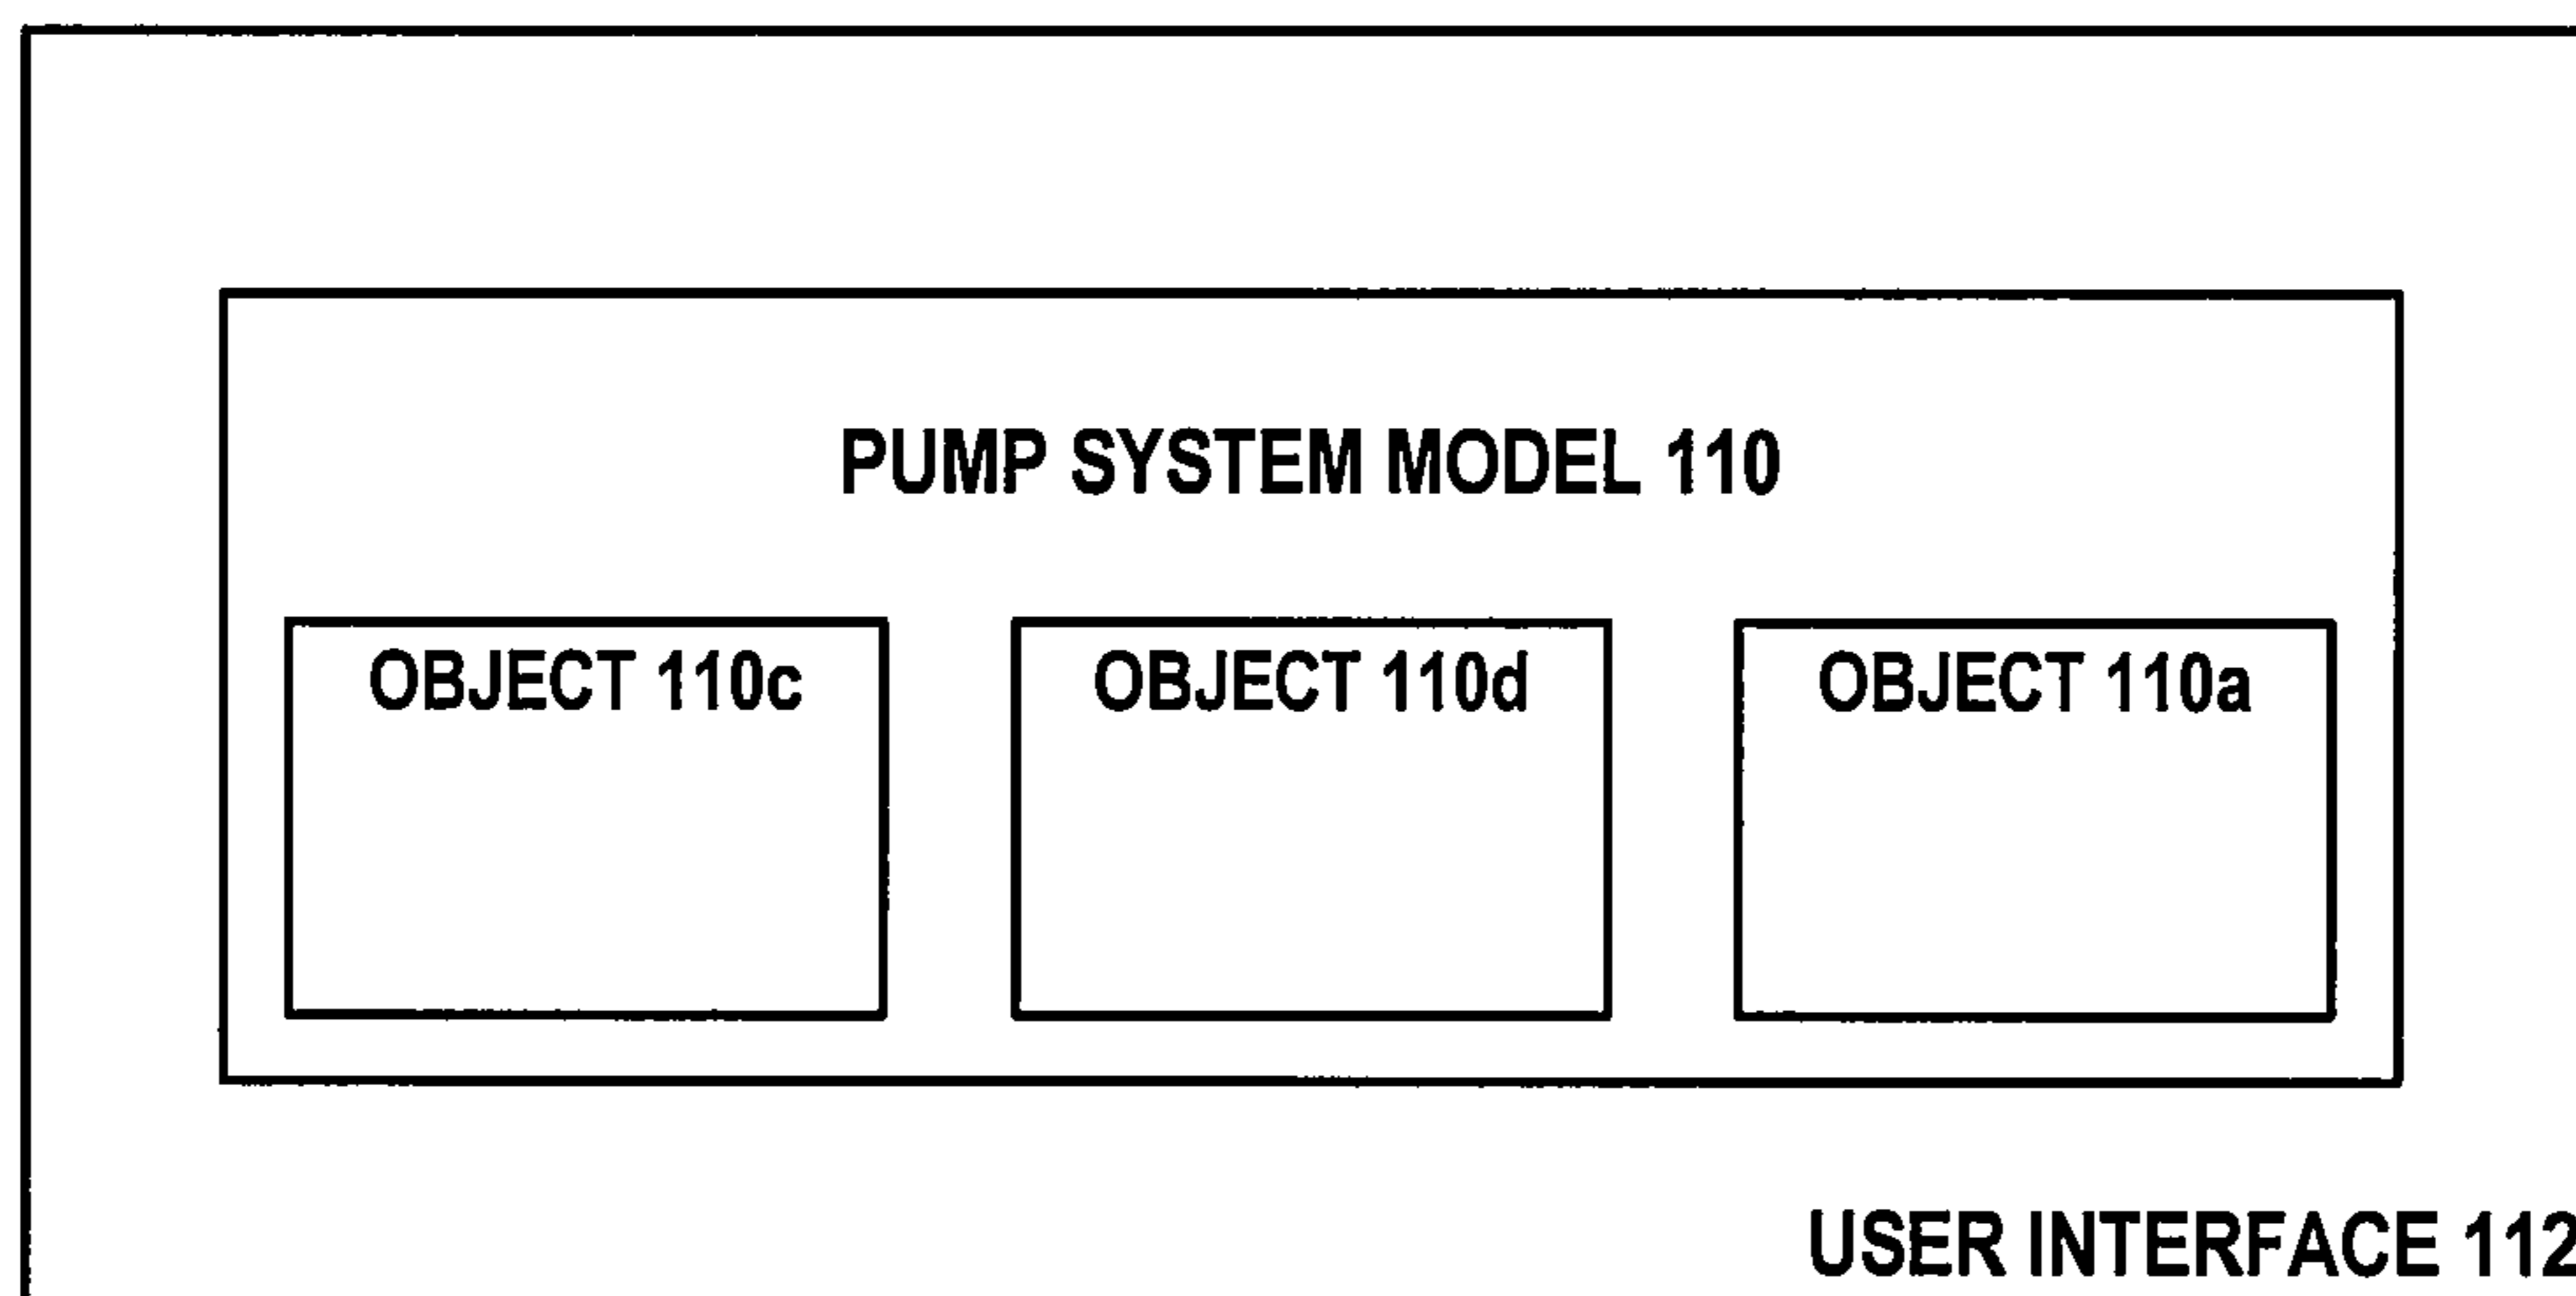 PUMP SYSTEM MODEL 110
OBJECT 110c
OBJECT 110d
OBJECT 110a
USER INTERFACE 112